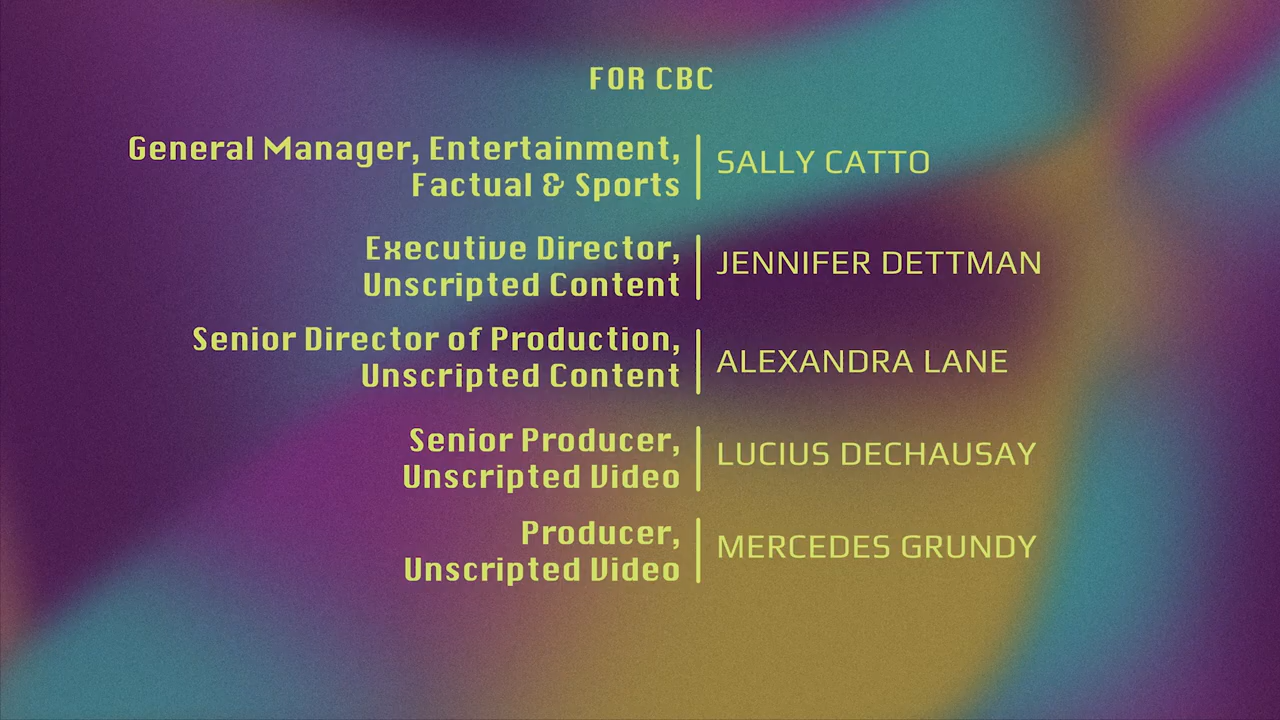 FOR CBC
General Manager, Entertainment,
Factual & Sports
SALLY CATTO
Executive Director,
Unscripted Content
JENNIFER DETTMAN
Senior Director of Production,
Unscripted Content
ALEXANDRA LANE
Senior Producer,
Unscripted Video
LUCIUS DECHAUSAY
Producer,
Unscripted Video
MERCEDES GRUNDY